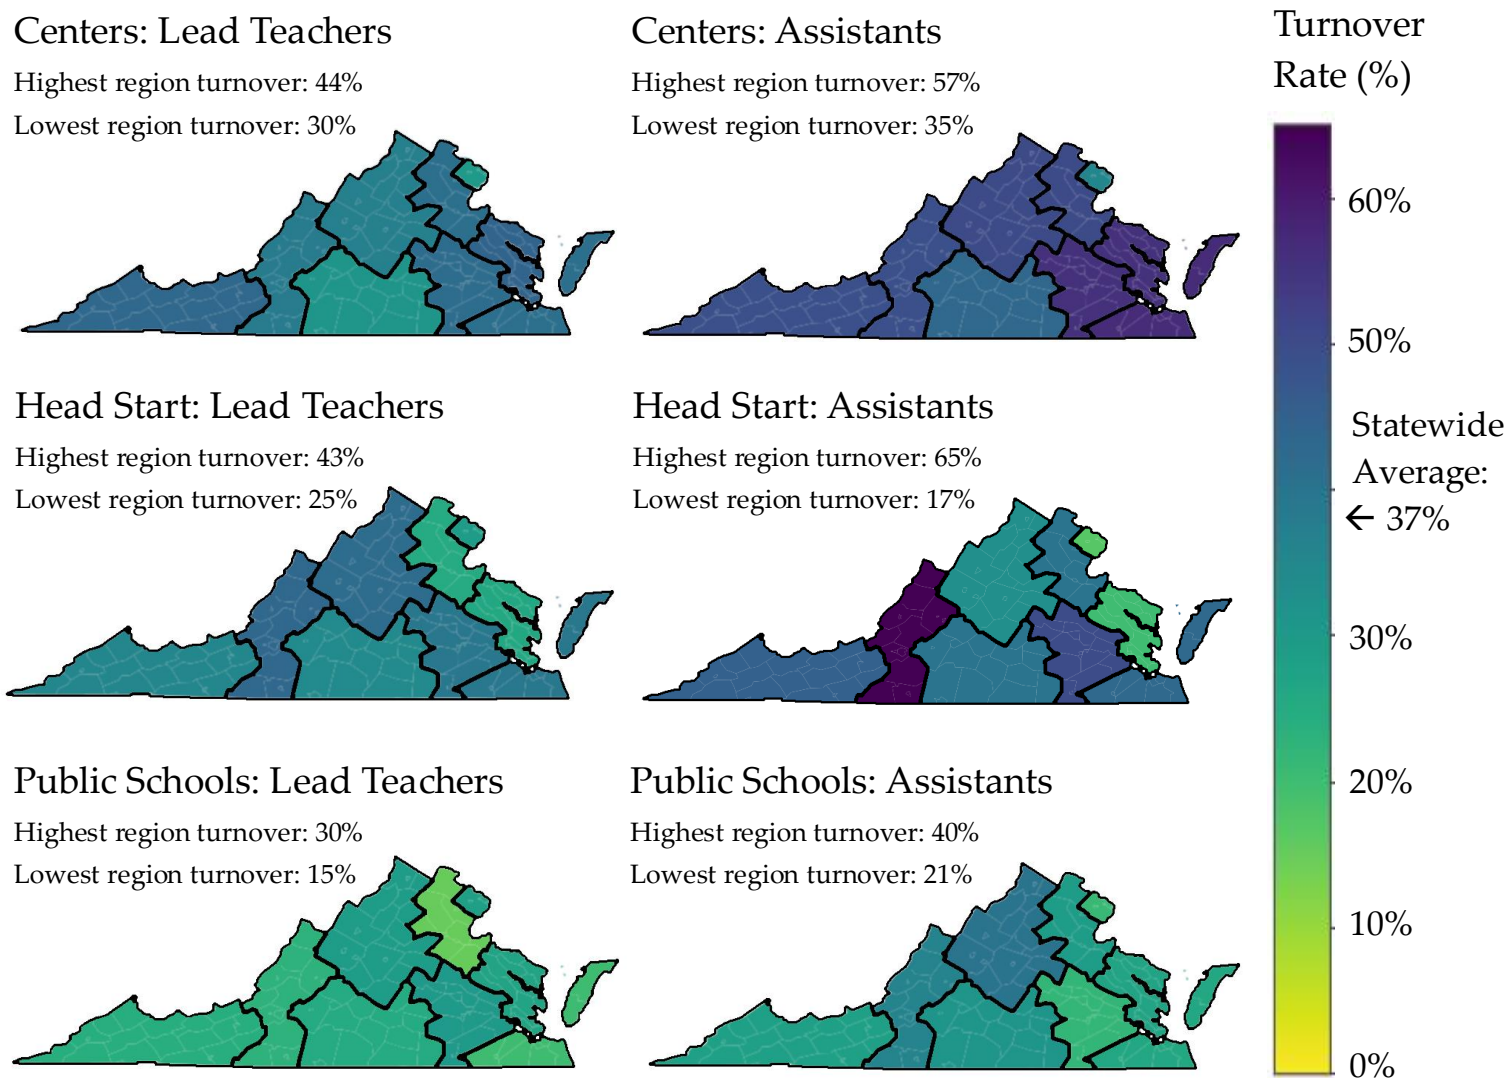 Centers: Lead Teachers
Highest region turnover: 44%
Lowest region turnover: 30%
Centers: Assistants
Highest region turnover: 57%
Lowest region turnover: 35%
Head Start: Lead Teachers
Highest region turnover: 43%
Lowest region turnover: 25%
Head Start: Assistants
Highest region turnover: 65%
Lowest region turnover: 17%
Public Schools: Lead Teachers
Highest region turnover: 30%
Lowest region turnover: 15%
Public Schools: Assistants
Highest region turnover: 40%
Lowest region turnover: 21%
Turnover
Rate (%)
60%
50%
Statewide
Average:
← 37%
30%
20%
10%
0%